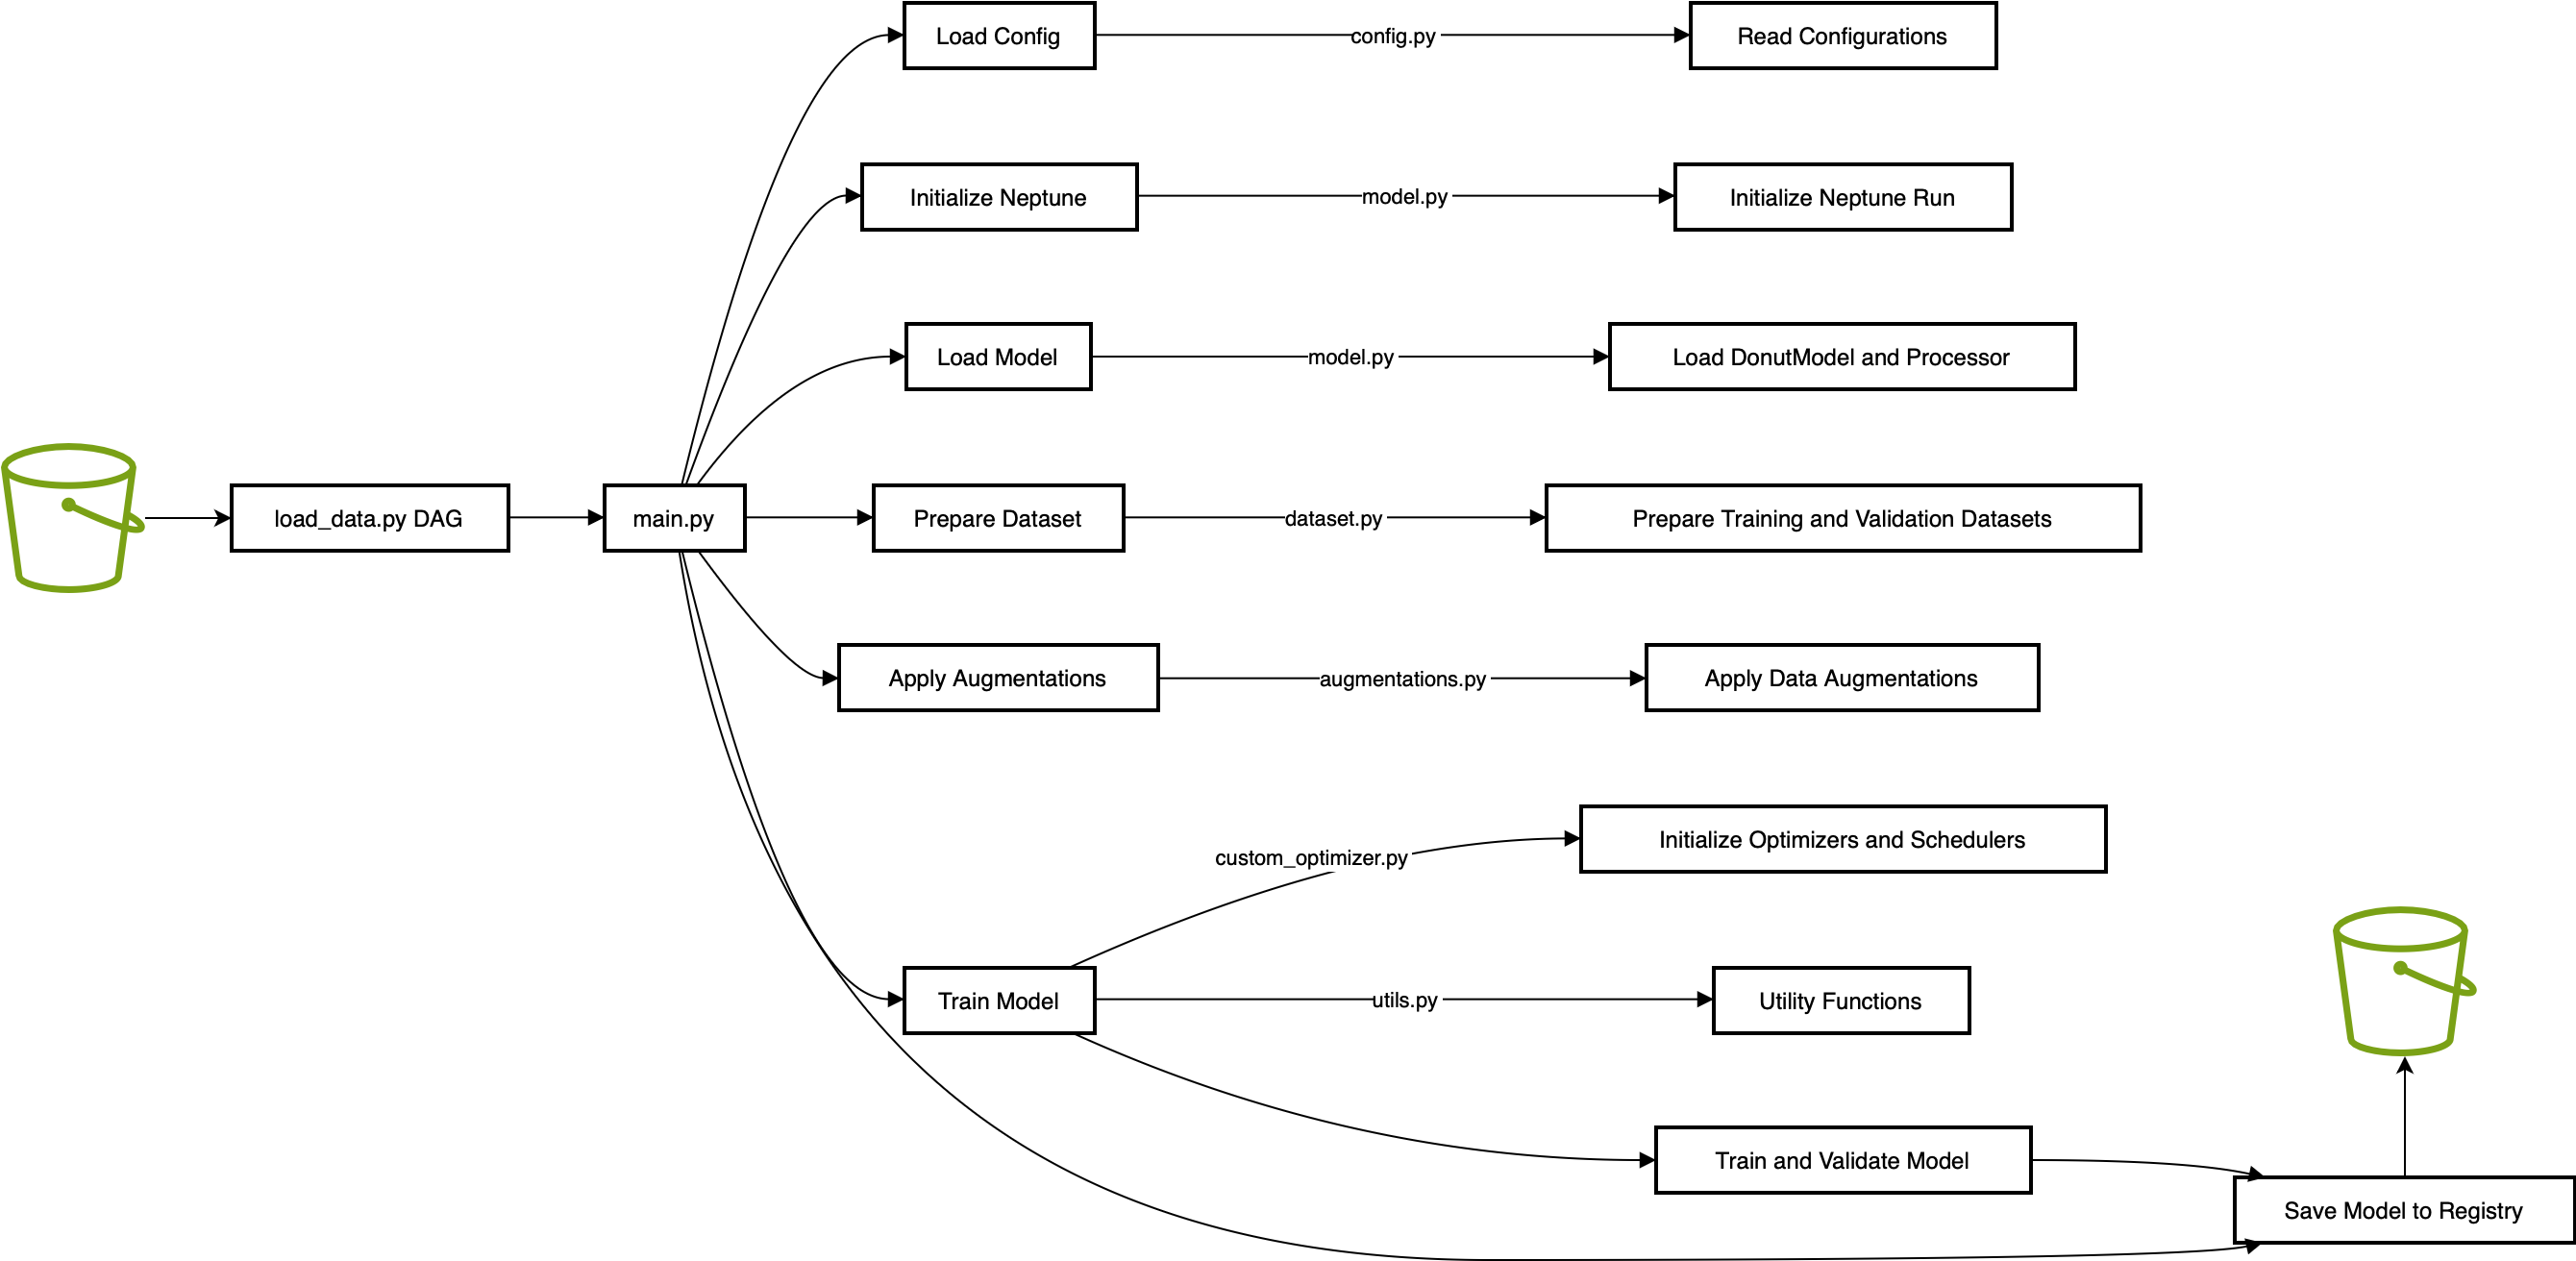 Load Config
config.py
Read Configurations
Initialize Neptune
model.py
Initialize Neptune Run
Load Model
model.py
Load DonutModel and Processor
load_data.py DAG
main.py
Prepare Dataset
dataset.py
Prepare Training and Validation Datasets
Apply Augmentations
augmentations.py
Apply Data Augmentations
custom_optimizer.py
Initialize Optimizers and Schedulers
Train Model
utils.py
Utility Functions
Train and Validate Model
Save Model to Registry